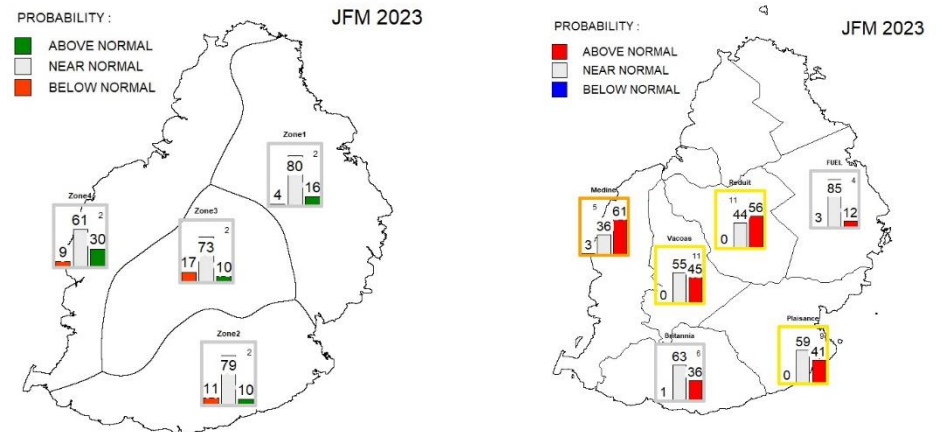 PROBABILITY :
JFM 2023
ABOVE NORMAL
NEAR NORMAL
BELOW NORMAL
Zone1
2
80
4
16
Zone4
2
61
30
9
Zone3
2
73
17
10
Zone2
2
79
11
10
PROBABILITY :
JFM 2023
ABOVE NORMAL
NEAR NORMAL
BELOW NORMAL
FUEL
4
85
3
12
Medine
5
61
36
3
Reduit
11
56
44
0
Vacoas
11
55
45
0
Plaisance
9
59
41
0
Britannia
6
63
36
1